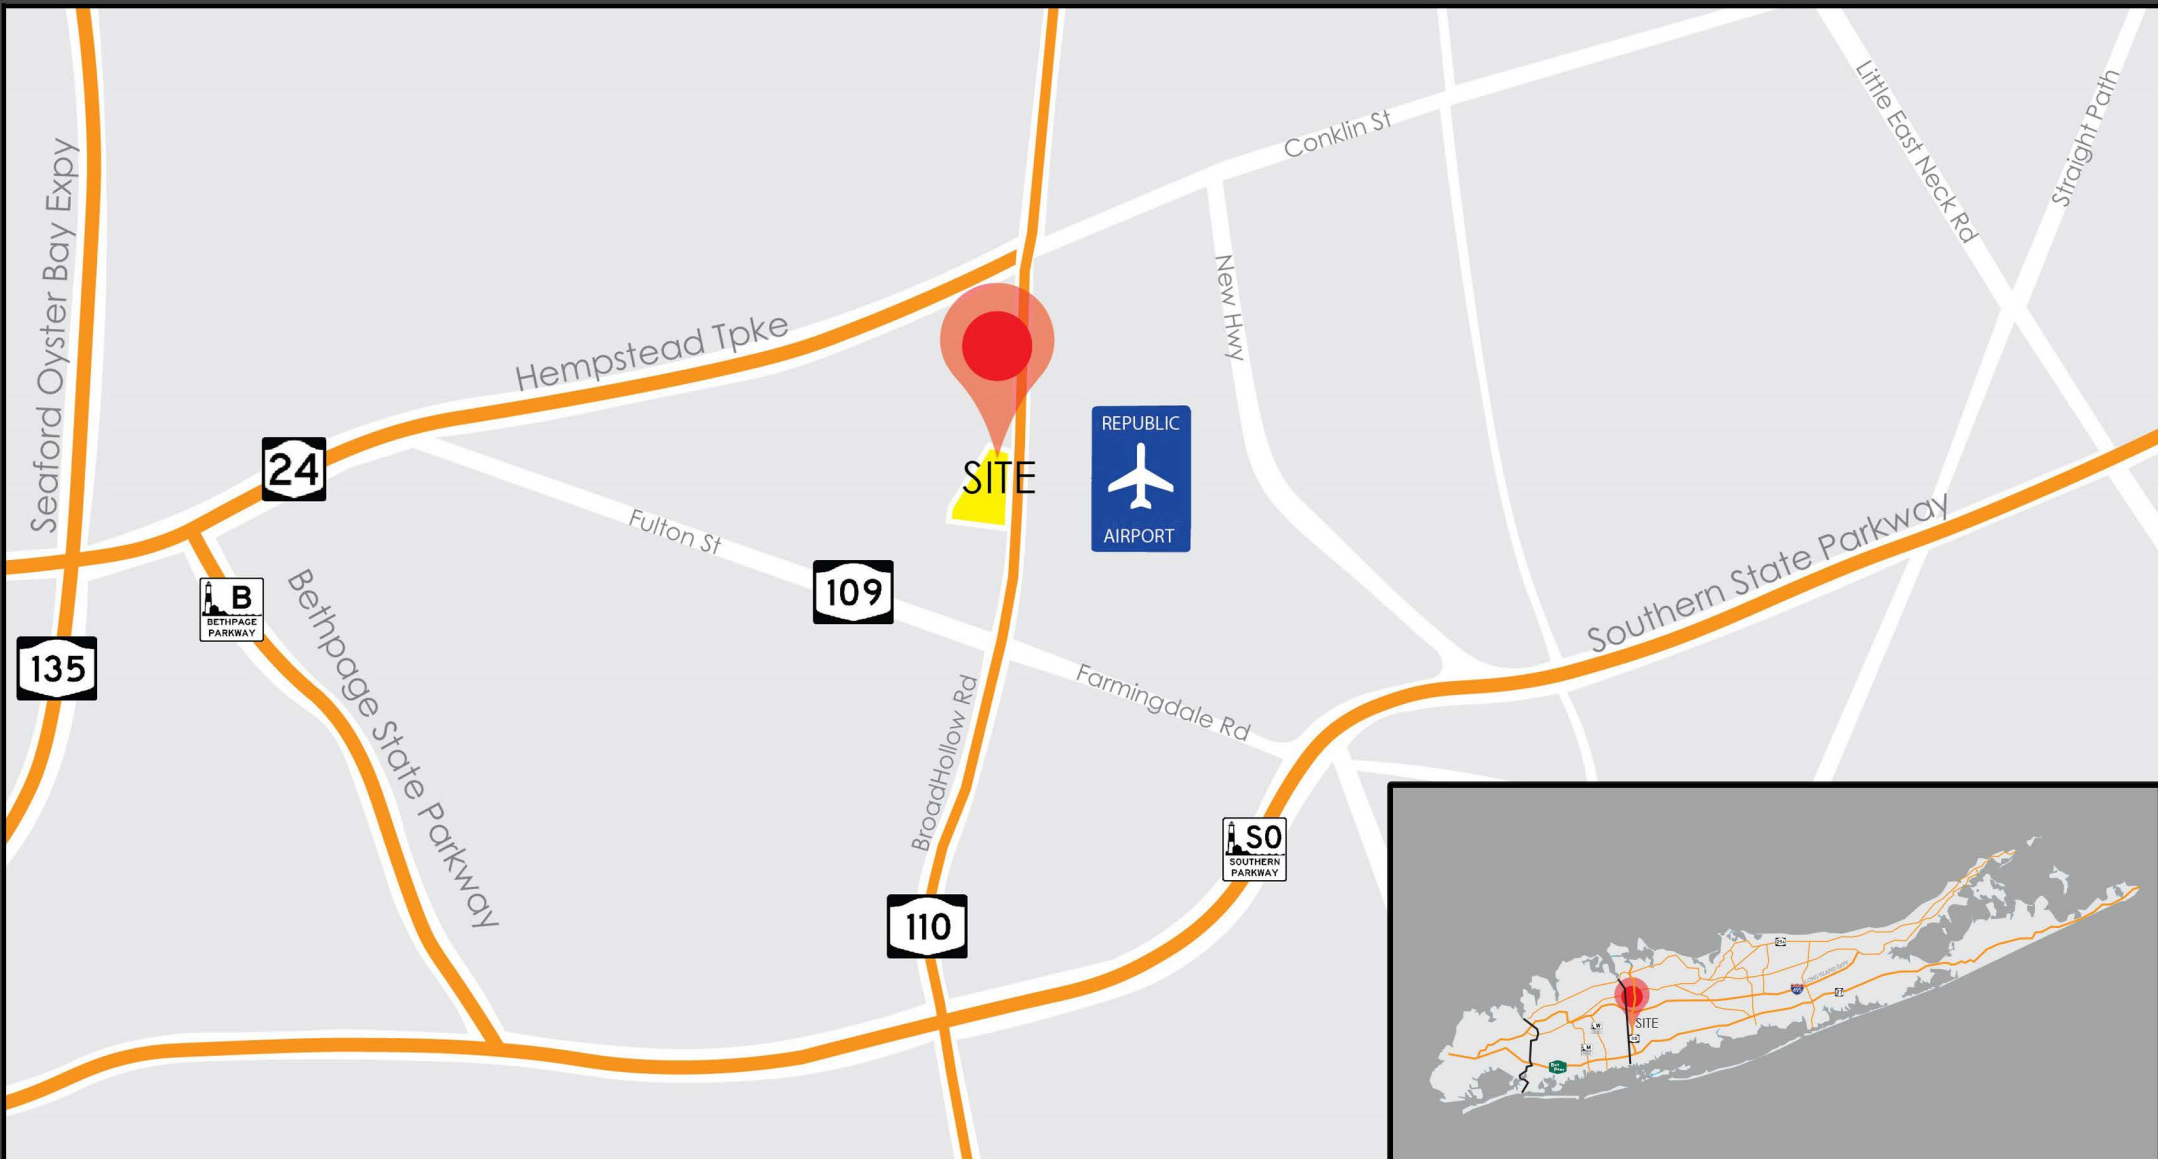 Seaford Oyster Bay Expy
Hempstead Tpke
Conklin St
Little East Neck Rd
Straight Path
New Hwy
24
Fulton St
109
SITE
REPUBLIC
AIRPORT
Southern State Parkway
B
BETHPAGE
PARKWAY
Bethpage State Parkway
135
Farmingdale Rd
BroadHollow Rd
110
SO
SOUTHERN
PARKWAY
SITE